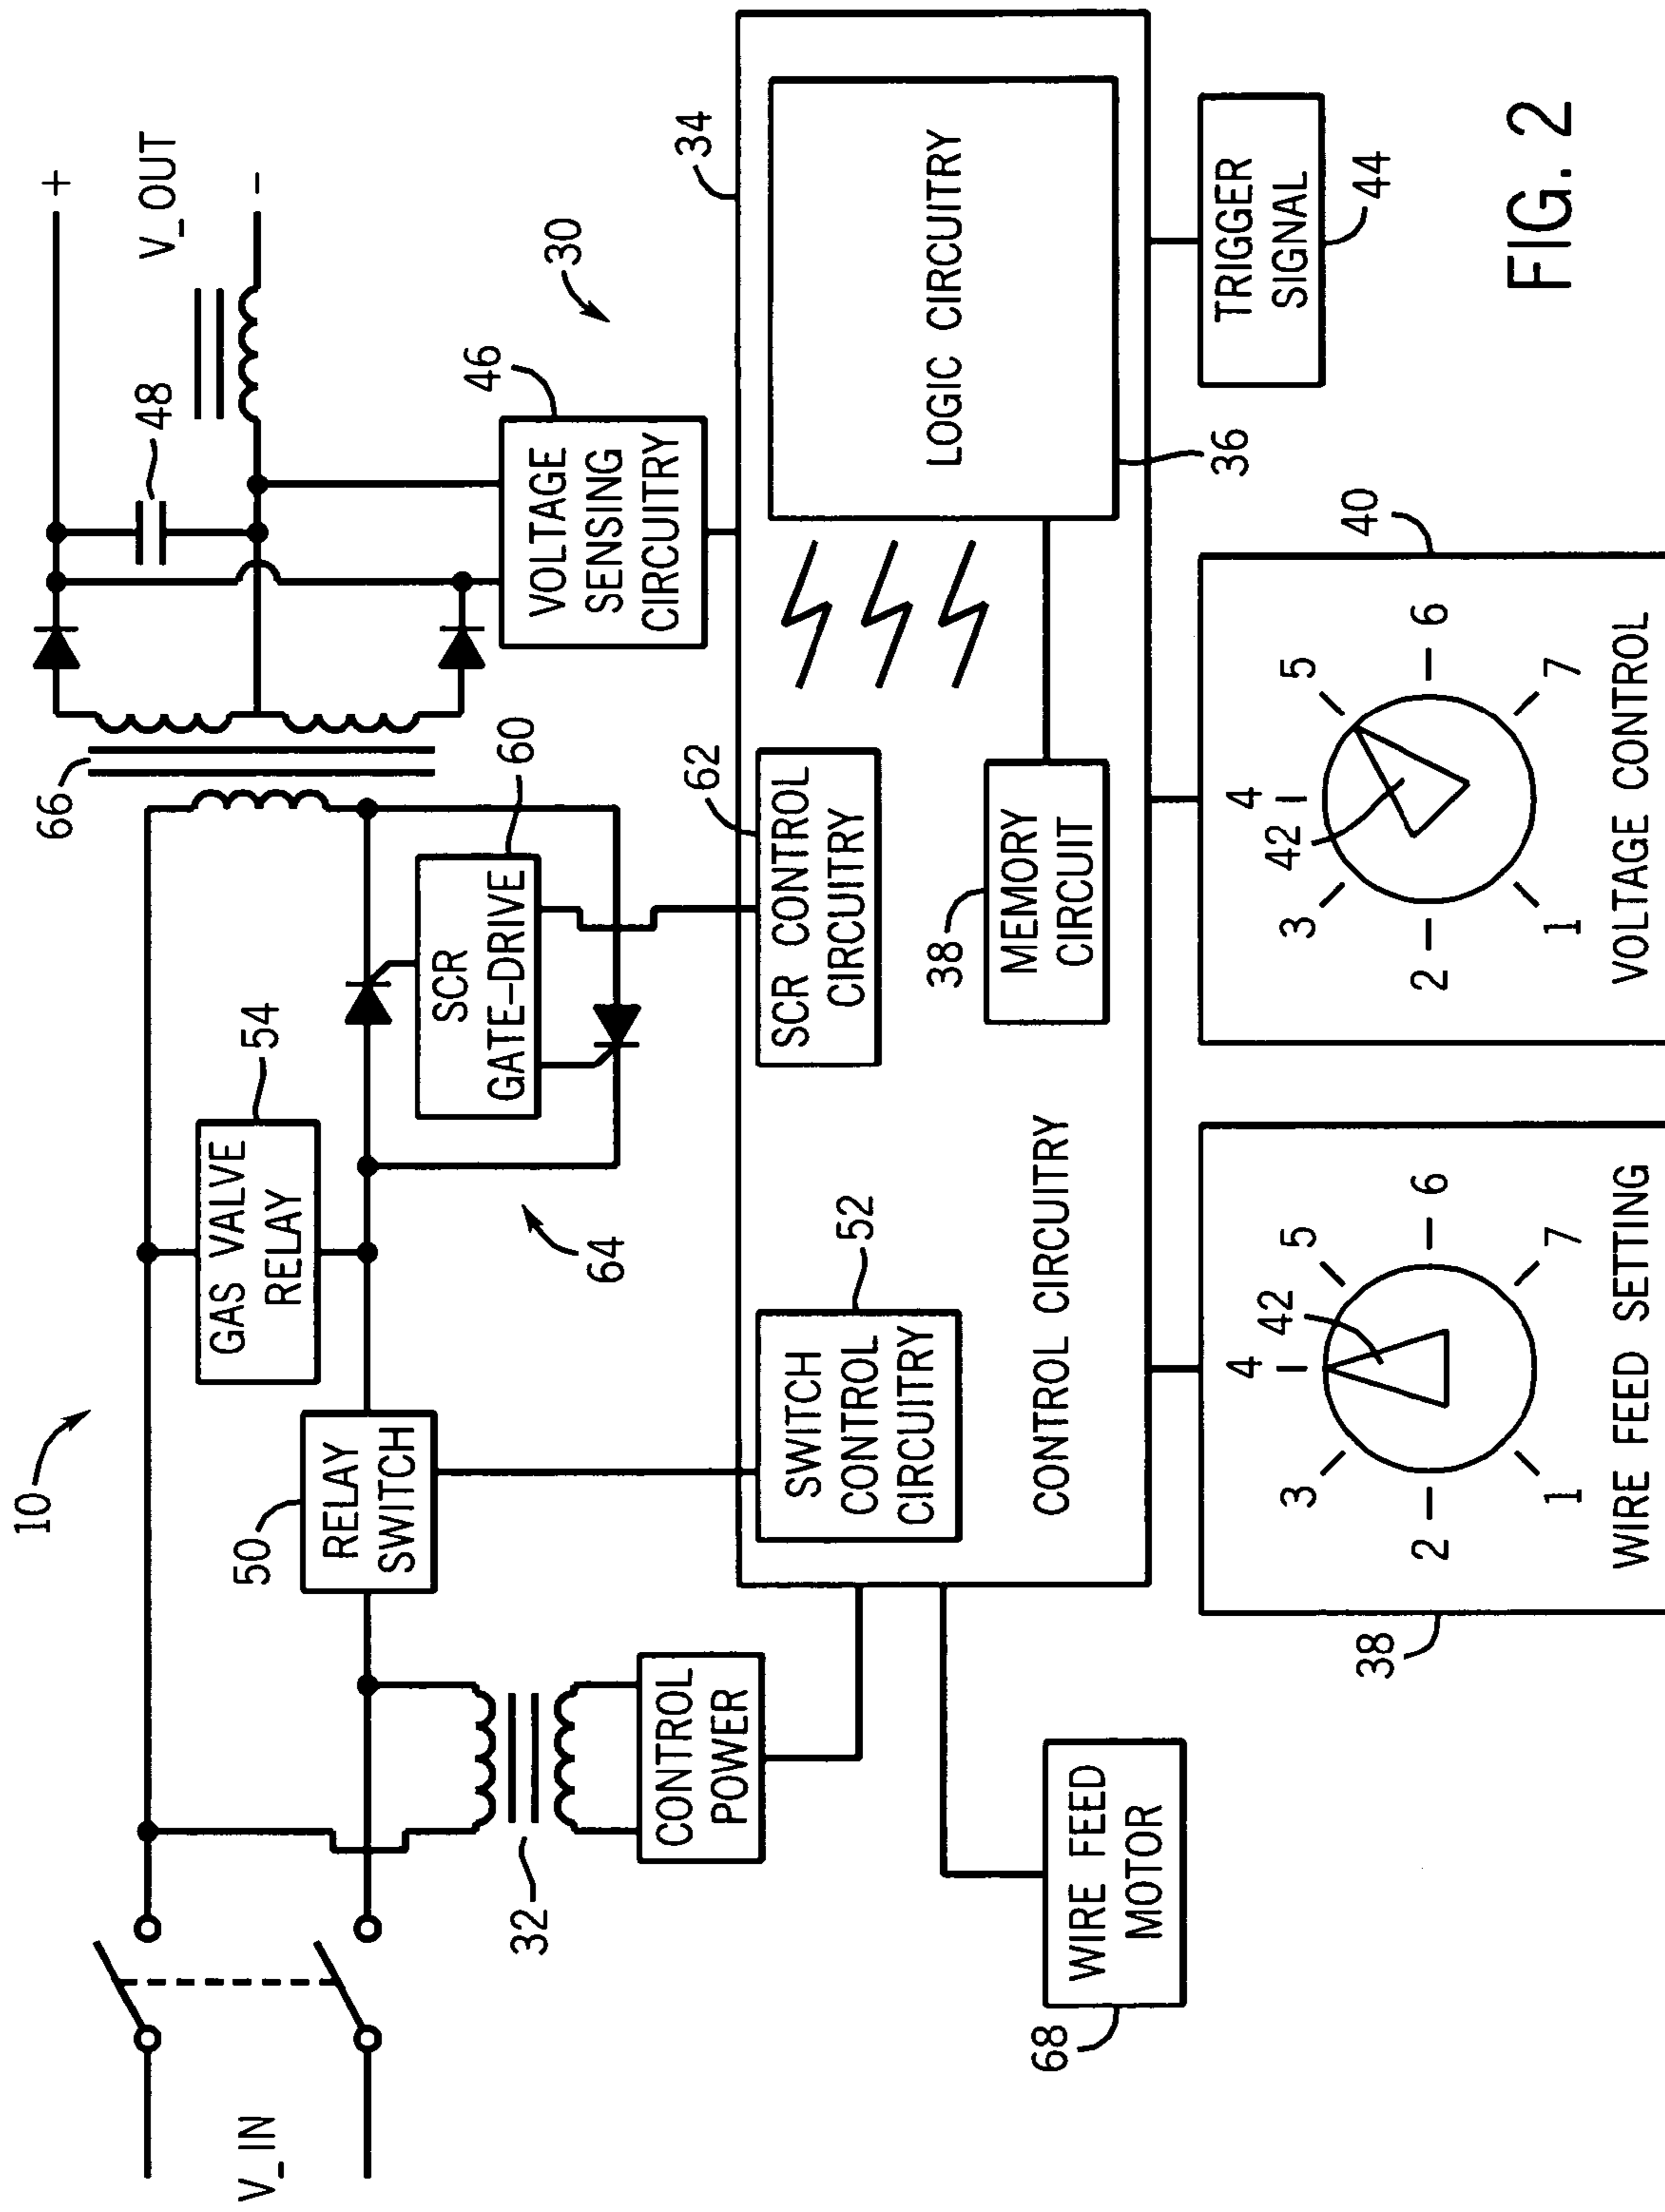 10
V_IN
32
CONTROL
POWER
50
RELAY
SWITCH
GAS VALVE
RELAY
54
64
SCR
GATE-DRIVE
60
66
48
+
V_OUT
-
30
VOLTAGE
SENSING
CIRCUITRY
46
34
SWITCH
CONTROL
CIRCUITRY
52
SCR CONTROL
CIRCUITRY
62
38
MEMORY
CIRCUIT
LOGIC CIRCUITRY
36
CONTROL CIRCUITRY
68
WIRE FEED
MOTOR
38
1
2
3
4
5
6
7
42
WIRE FEED SETTING
40
1
2
3
4
5
6
7
42
VOLTAGE CONTROL
TRIGGER
SIGNAL
44
FIG. 2